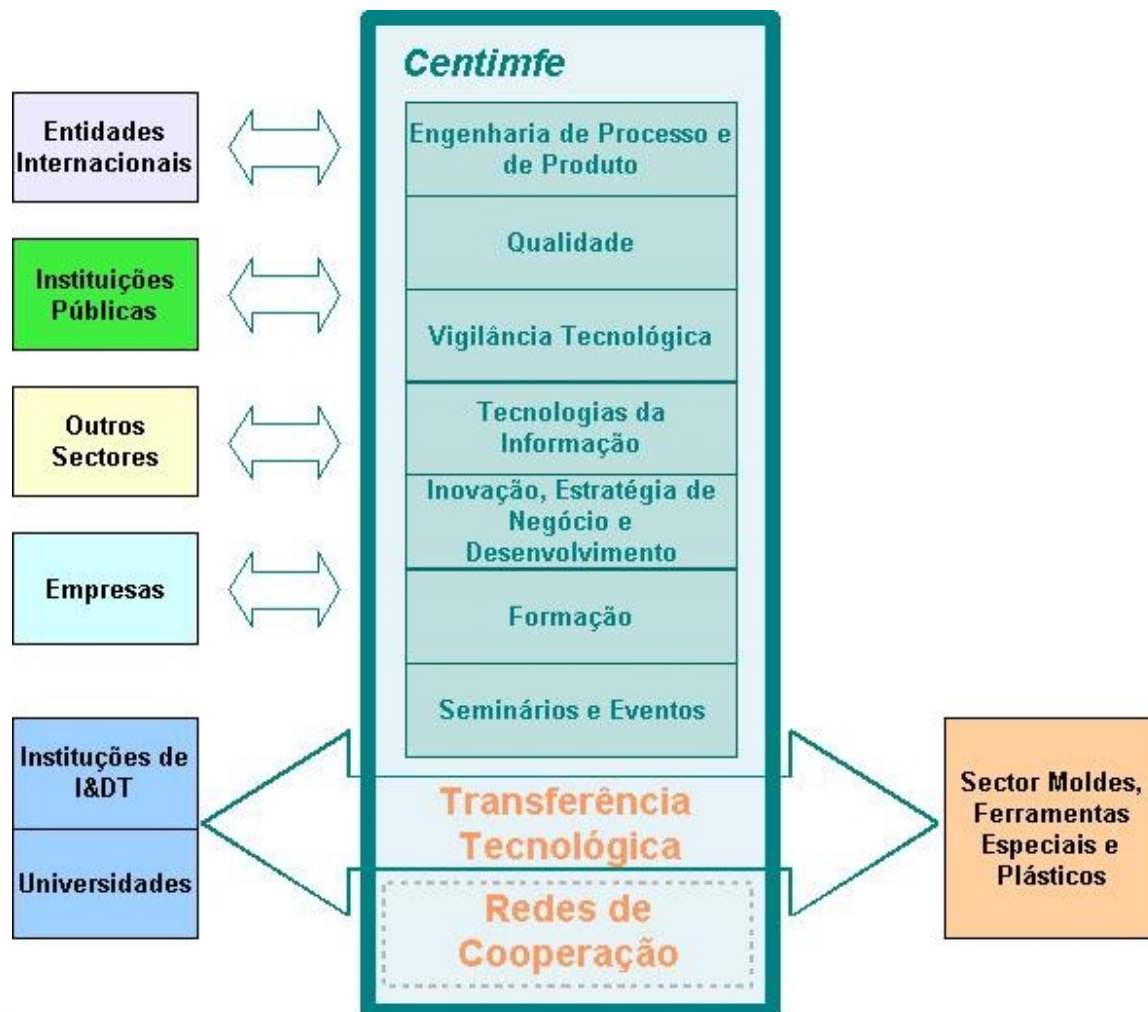 Centimfe
Entidades
Internacionais
Engenharia de Processo e
de Produto
Qualidade
Instituições
Públicas
Vigilância Tecnológica
Outros
Sectores
Tecnologias da
Informação
Inovação, Estratégia de
Negócio e
Desenvolvimento
Empresas
Formação
Seminários e Eventos
Instituções de
I&DT
Universidades
Transferência
Tecnológica
Redes de
Cooperação
Sector Moldes,
Ferramentas
Especiais e
Plásticos